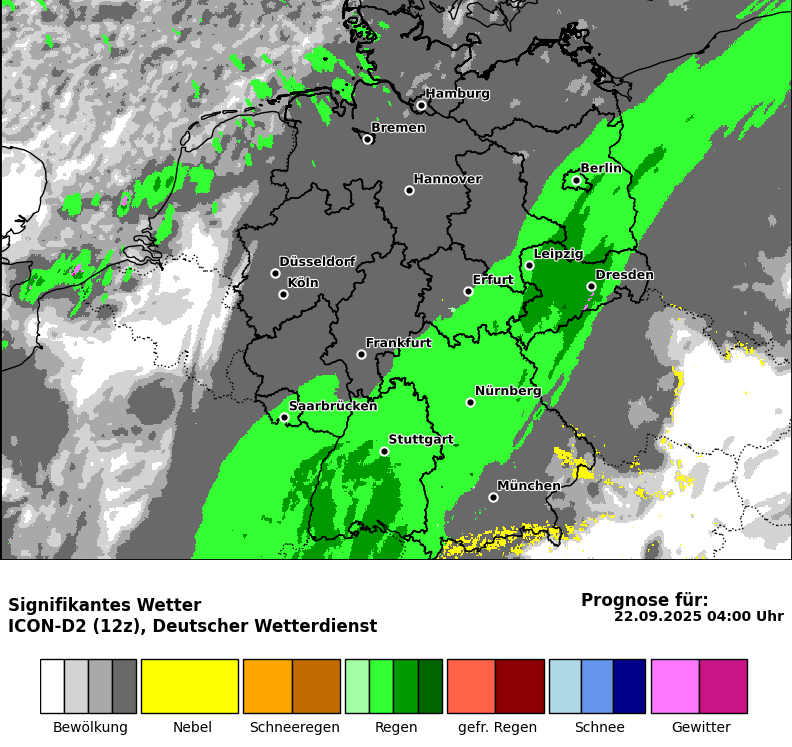 Hamburg
Bremen
Berlin
Hannover
Leipzig
Düsseldorf
Dresden
Köln
Erfurt
Frankfurt
Nürnberg
Saarbrücken
Stuttgart
München
Signifikantes Wetter
ICON-D2 (12z), Deutscher Wetterdienst
Prognose für:
22.09.2025 04:00 Uhr
Bewölkung Nebel Schneeregen Regen gefr. Regen Schnee Gewitter